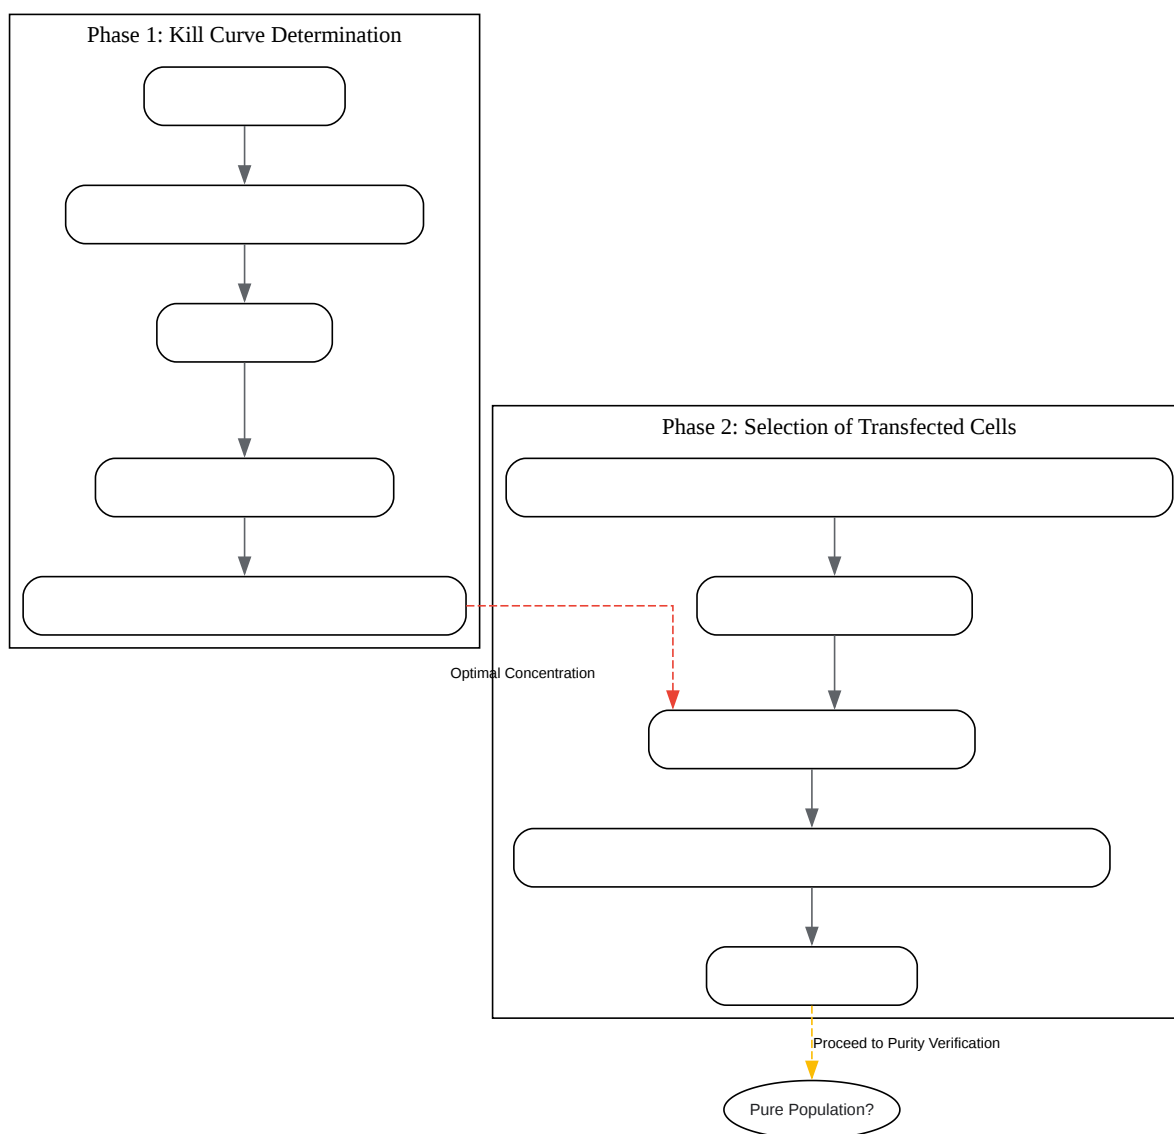 Phase 1: Kill Curve Determination
Phase 2: Selection of Transfected Cells
Optimal Concentration
Proceed to Purity Verification
Pure Population?